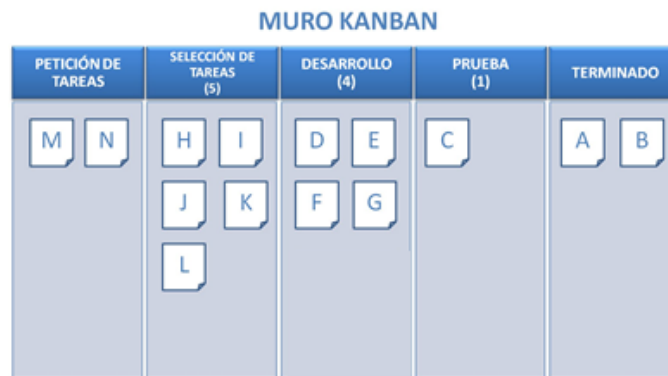 MURO KANBAN
PETICIÓN DE
TAREAS
SELECCIÓN DE
TAREAS
(5)
DESARROLLO
(4)
PRUEBA
(1)
TERMINADO
M N
H I
J K
L
D E
F G
C
A B